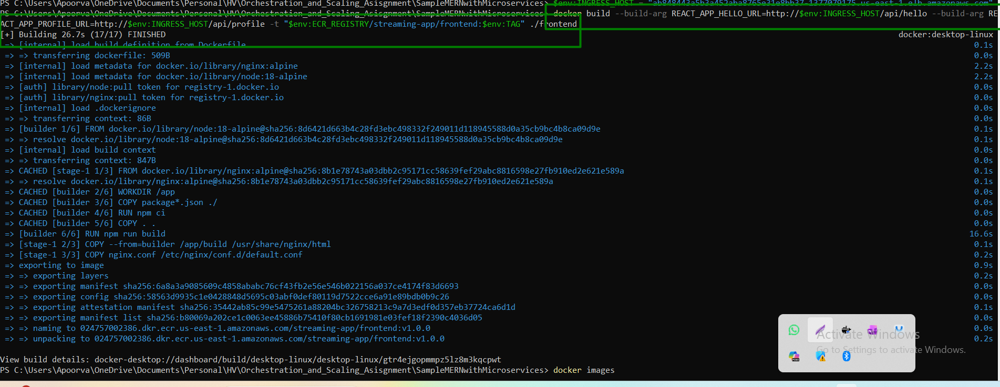 PS C:\Users\Apoorva\OneDrive\Documents\Personal\HV\Orchestration_and_Scaling_Asisgnment\SampleMERNwithMicroservices> $env:INGRESS_HOST = "ab848443a5b3a452aba8765e31e8bb37-1377079175.us-east-1.elb.amazonaws.com"
PS C:\Users\Apoorva\OneDrive\Documents\Personal\HV\Orchestration_and_Scaling_Asisgnment\SampleMERNwithMicroservices> docker build --build-arg REACT_APP_HELLO_URL=http://$env:INGRESS_HOST/api/hello --build-arg RE
ACT_APP_PROFILE_URL=http://$env:INGRESS_HOST/api/profile -t "$env:ECR_REGISTRY/streaming-app/frontend:$env:TAG" ./frontend
[+] Building 26.7s (17/17) FINISHED docker:desktop-linux
=> [internal] load build definition from Dockerfile 0.1s
=> => transferring dockerfile: 509B 0.0s
=> [internal] load metadata for docker.io/library/nginx:alpine 2.2s
=> [internal] load metadata for docker.io/library/node:18-alpine 2.2s
=> [auth] library/node:pull token for registry-1.docker.io 0.0s
=> [auth] library/nginx:pull token for registry-1.docker.io 0.0s
=> [internal] load .dockerignore 0.0s
=> => transferring context: 86B 0.0s
=> [builder 1/6] FROM docker.io/library/node:18-alpine@sha256:8d6421d663b4c28fd3ebc498332f249011d118945588d0a35cb9bc4b8ca09d9e 0.1s
=> => resolve docker.io/library/node:18-alpine@sha256:8d6421d663b4c28fd3ebc498332f249011d118945588d0a35cb9bc4b8ca09d9e 0.1s
=> [internal] load build context 0.0s
=> => transferring context: 847B 0.0s
=> CACHED [stage-1 1/3] FROM docker.io/library/nginx:alpine@sha256:8b1e78743a03dbb2c95171cc58639fef29abc8816598e27fb910ed2e621e589a 0.1s
=> => resolve docker.io/library/nginx:alpine@sha256:8b1e78743a03dbb2c95171cc58639fef29abc8816598e27fb910ed2e621e589a 0.1s
=> CACHED [builder 2/6] WORKDIR /app 0.0s
=> CACHED [builder 3/6] COPY package*.json ./ 0.0s
=> CACHED [builder 4/6] RUN npm ci 0.0s
=> CACHED [builder 5/6] COPY . . 0.0s
=> [builder 6/6] RUN npm run build 16.6s
=> [stage-1 2/3] COPY --from=builder /app/build /usr/share/nginx/html 0.1s
=> [stage-1 3/3] COPY nginx.conf /etc/nginx/conf.d/default.conf 0.2s
=> exporting to image 0.9s
=> => exporting layers 0.2s
=> => exporting manifest sha256:6a8a3a9085609c4858ababc76cf43fb2e56e546b022156a037ce4174f83d6693 0.0s
=> => exporting config sha256:58563d9935c1e0428848d5695c03abf0def80119d7522cce6a91e89bdb0b9c26 0.0s
=> => exporting attestation manifest sha256:35442ab85c99e5475261a88204bc326758213c9a7d3edf0d357eb37724ca6d1d 0.1s
=> => exporting manifest list sha256:b80069a202ce1c0063ee45886b75410f80cb1691981e03fef18f2390c4036d05 0.0s
=> => naming to 024757002386.dkr.ecr.us-east-1.amazonaws.com/streaming-app/frontend:v1.0.0 0.0s
=> => unpacking to 024757002386.dkr.ecr.us-east-1.amazonaws.com/streaming-app/frontend:v1.0.0 0.2s
Activate Windows
Go to Settings to activate Windows.
View build details: docker-desktop://dashboard/build/desktop-linux/desktop-linux/gtr4ejgopmmpz5lz8m3kqcpwt
PS C:\Users\Apoorva\OneDrive\Documents\Personal\HV\Orchestration_and_Scaling_Asisgnment\SampleMERNwithMicroservices> docker images